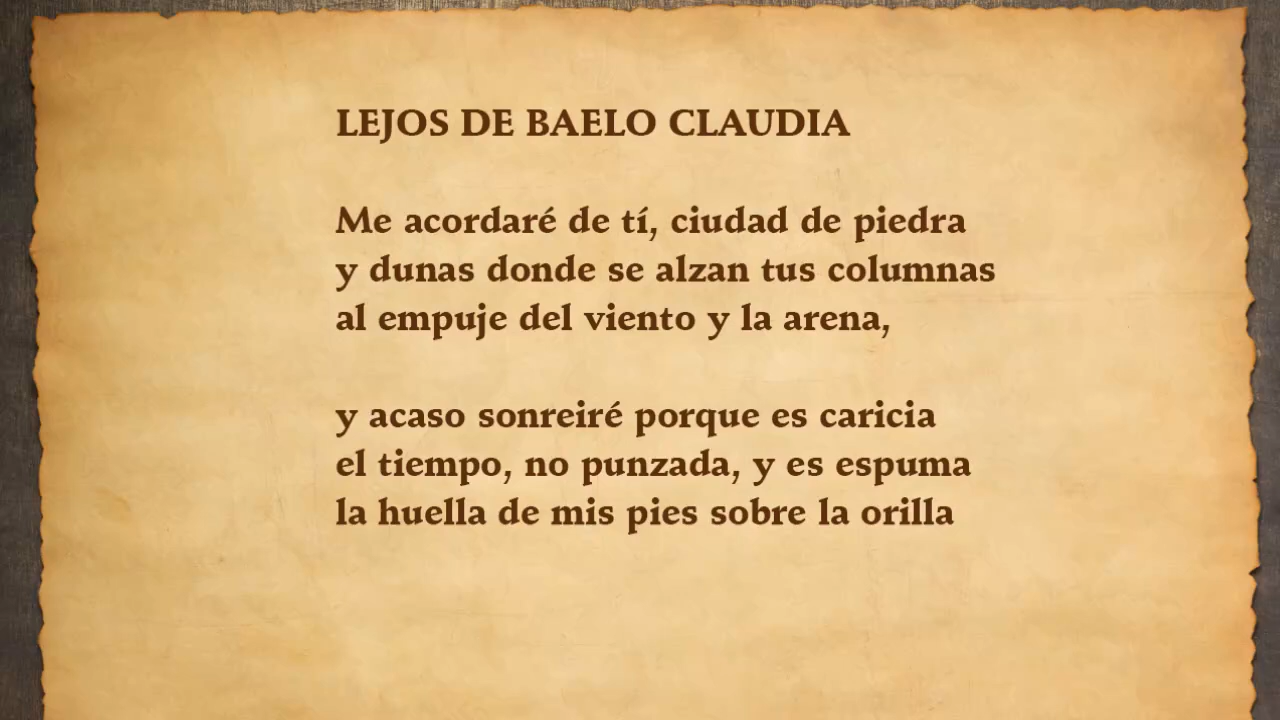 LEJOS DE BAELO CLAUDIA
Me acordaré de tí, ciudad de piedra
y dunas donde se alzan tus columnas
al empuje del viento y la arena,
y acaso sonreiré porque es caricia
el tiempo, no punzada, y es espuma
la huella de mis pies sobre la orilla